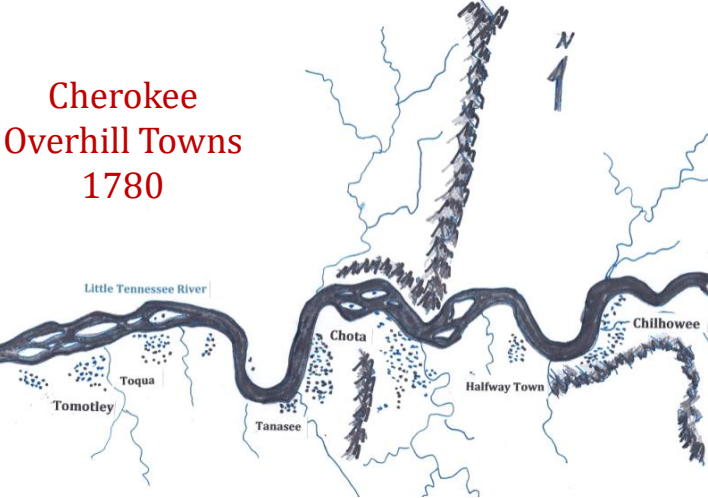 Cherokee
Overhill Towns
1780
N
Little Tennessee River
Chota
Chilhowee
Toqua
Halfway Town
Tomotley
Tanasee